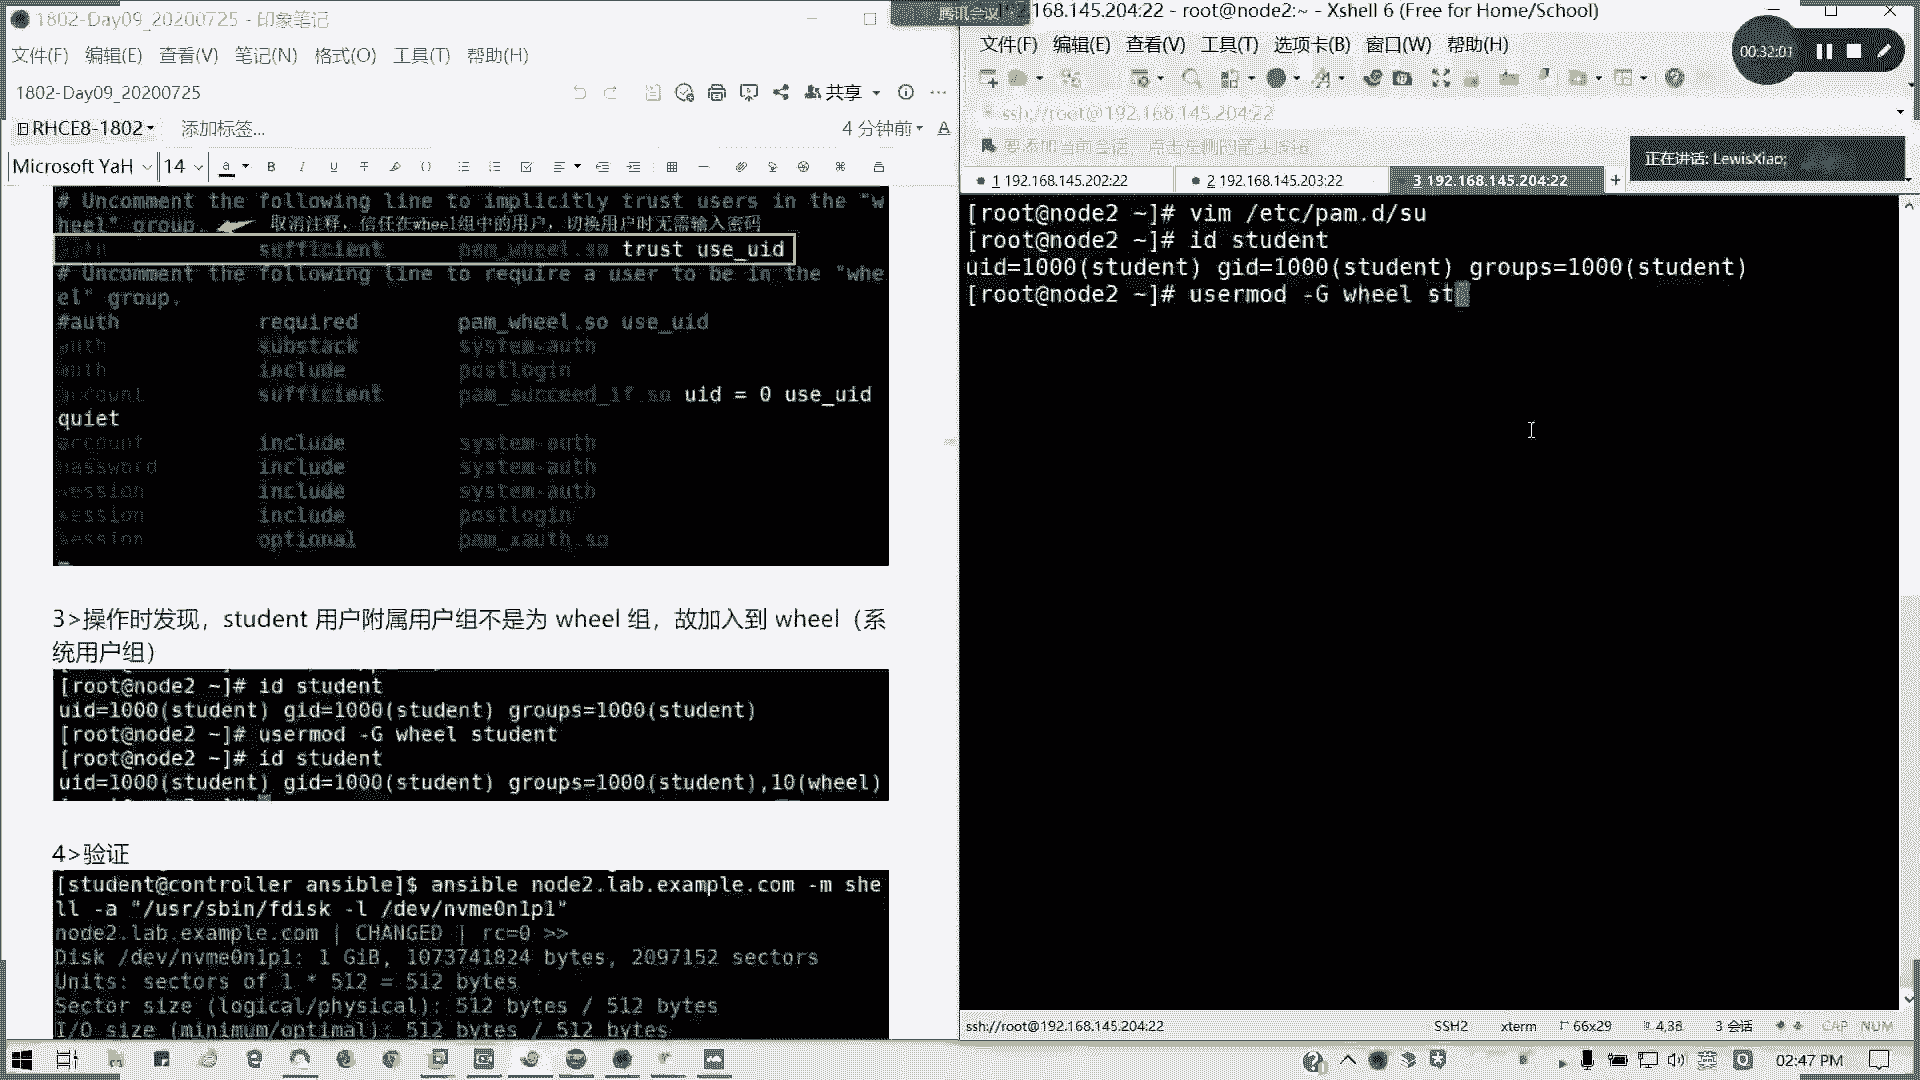 1802-Day09_20200725 - 印象笔记
文件(F) 编辑(E) 查看(V) 笔记(N) 格式(O) 工具(T) 帮助(H)
1802-Day09_20200725
共享
RHCE8-1802
添加标签...
4 分钟前
Microsoft YaH
14
# Uncomment the following line to implicitly trust users in the "w
heel" group.
取消注释，信任在wheel组中的用户，切换用户时无需输入密码
auth sufficient pam_wheel.so trust use_uid
# Uncomment the following line to require a user to be in the "whe
el" group.
#auth required pam_wheel.so use_uid
auth substack system-auth
auth include postlogin
account sufficient pam_succeed_if.so uid = 0 use_uid
quiet
account include system-auth
password include system-auth
session include system-auth
session include postlogin
session optional pam_xauth.so
3>操作时发现，student 用户附属用户组不是为 wheel 组，故加入到 wheel（系
统用户组）
[root@node2 ~]# id student
uid=1000(student) gid=1000(student) groups=1000(student)
[root@node2 ~]# usermod -G wheel student
[root@node2 ~]# id student
uid=1000(student) gid=1000(student) groups=1000(student),10(wheel)
4>验证
[student@controller ansible]$ ansible node2.lab.example.com -m she
ll -a "/usr/sbin/fdisk -l /dev/nvme0n1p1"
node2.lab.example.com | CHANGED | rc=0 >>
Disk /dev/nvme0n1p1: 1 GiB, 1073741824 bytes, 2097152 sectors
Units: sectors of 1 * 512 = 512 bytes
Sector size (logical/physical): 512 bytes / 512 bytes
I/O size (minimum/optimal): 512 bytes / 512 bytes
腾讯会议
168.145.204:22 - root@node2:~ - Xshell 6 (Free for Home/School)
文件(F) 编辑(E) 查看(V) 工具(T) 选项卡(B) 窗口(W) 帮助(H)
00:32:01
ssh://root@192.168.145.204:22
正在讲话: LewisXiao;
1 192.168.145.202:22
2 192.168.145.203:22
3 192.168.145.204:22
[root@node2 ~]# vim /etc/pam.d/su
[root@node2 ~]# id student
uid=1000(student) gid=1000(student) groups=1000(student)
[root@node2 ~]# usermod -G wheel st
ssh://root@192.168.145.204:22
SSH2
xterm
66x29
4,38
3 会话
CAP NUM
英
02:47 PM